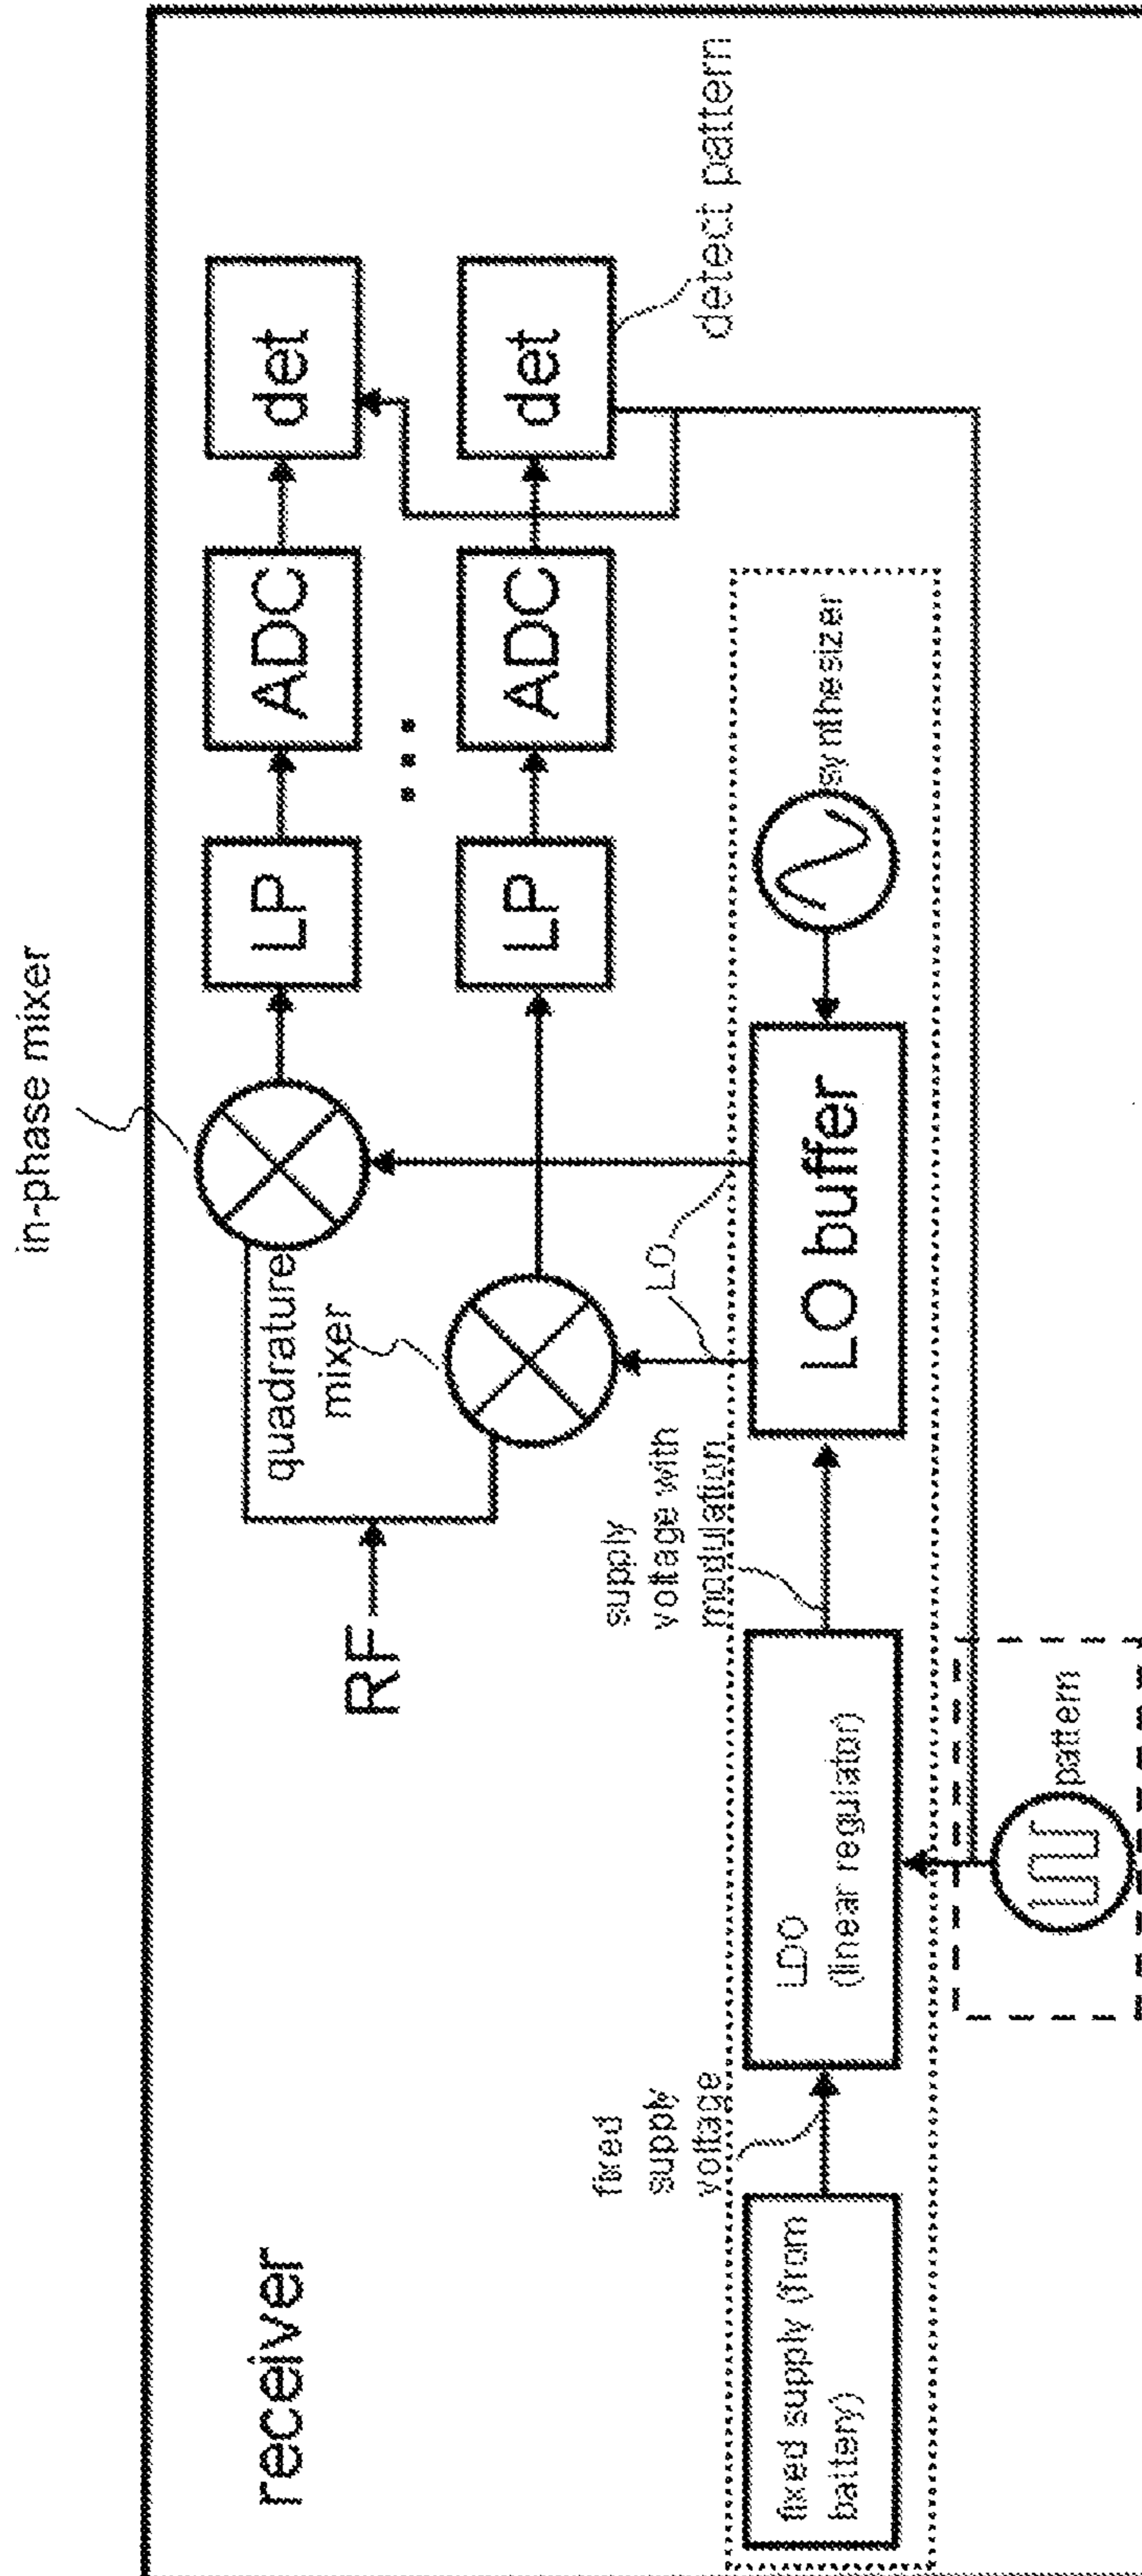 in-phase mixer
receiver
RF
quadrature
mixer
LP
ADC
det
...
LP
ADC
det
detect pattern
LO
fixed
supply
voltage
supply
voltage with
modulation
fixed supply (from
battery)
LDO
(linear regulator)
LO buffer
synthesizer
pattern